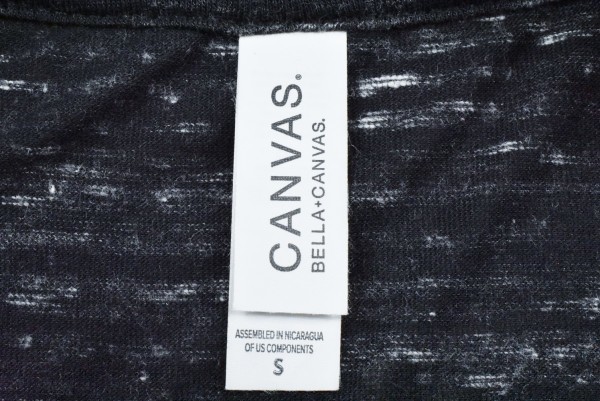 CANVAS.
BELLA+CANVAS.
ASSEMBLED IN NICARAGUA
OF US COMPONENTS
S